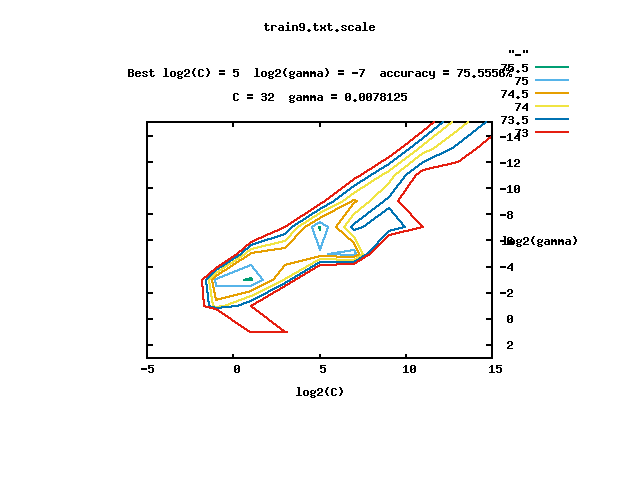 train9.txt.scale
"-"
Best log2(C) = 5 log2(gamma) = -7 accuracy = 75.5556%
75.5
75
C = 32 gamma = 0.0078125
74.5
74
73.5
73
-14
-12
-10
-8
-6
log2(gamma)
-4
-2
0
2
-5 0 5 10 15
log2(C)